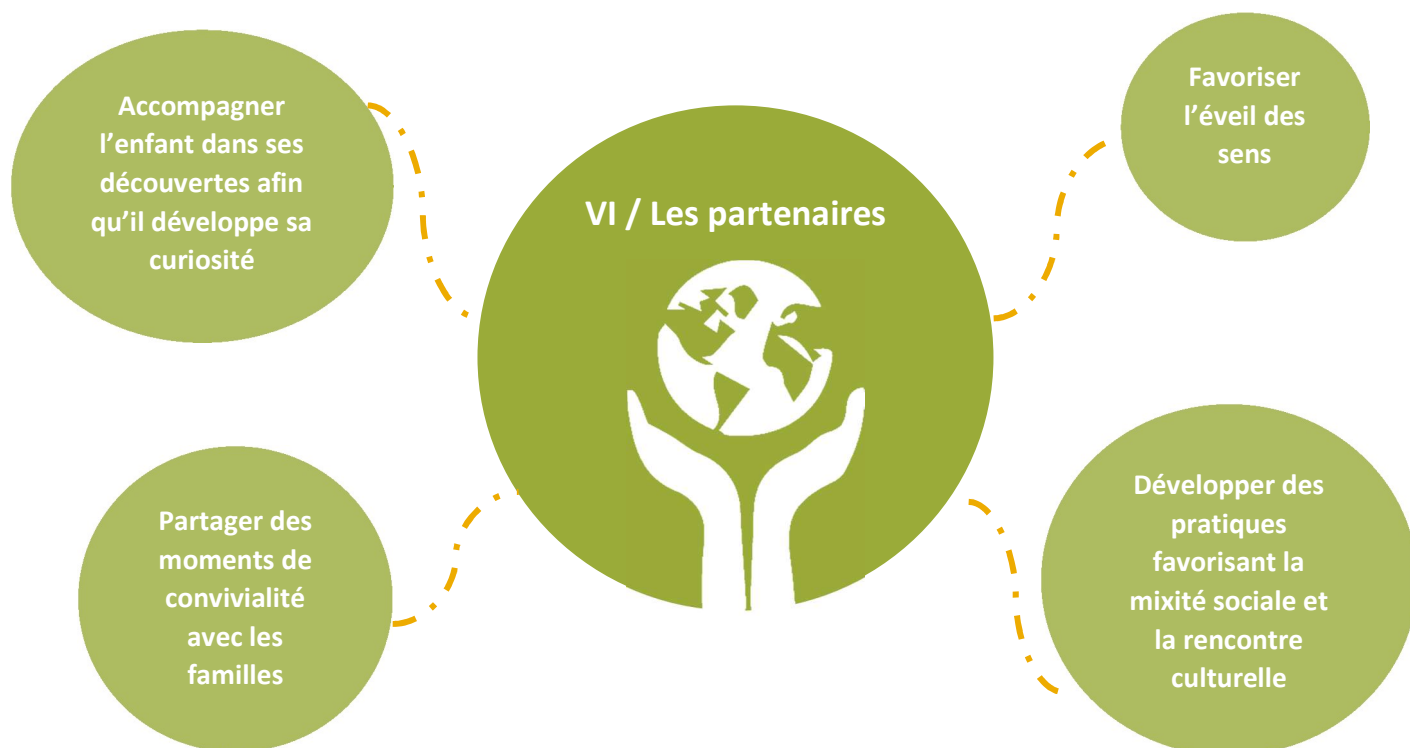 Accompagner
l’enfant dans ses
découvertes afin
qu’il développe sa
curiosité
Favoriser
l’éveil des
sens
VI / Les partenaires
Partager des
moments de
convivialité
avec les
familles
Développer des
pratiques
favorisant la
mixité sociale et
la rencontre
culturelle